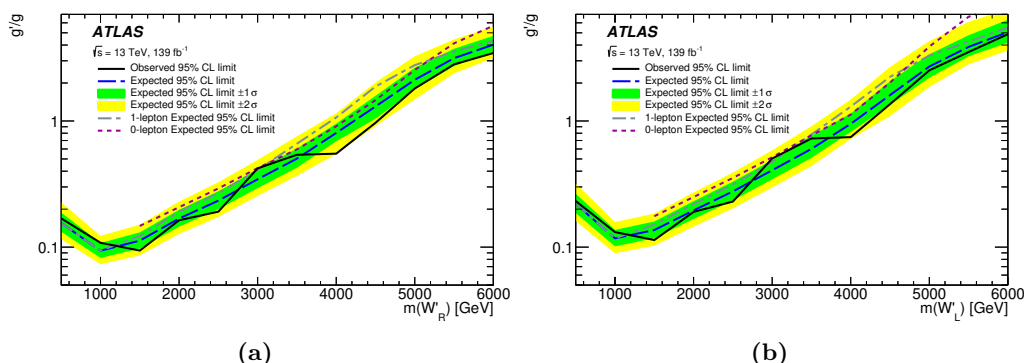 g'/g
ATLAS
√s = 13 TeV, 139 fb⁻¹
Observed 95% CL limit
Expected 95% CL limit
Expected 95% CL limit ±1σ
Expected 95% CL limit ±2σ
1-lepton Expected 95% CL limit
0-lepton Expected 95% CL limit
1
0.1
1000 2000 3000 4000 5000 6000
m(W'_R) [GeV]
(a)
g'/g
ATLAS
√s = 13 TeV, 139 fb⁻¹
Observed 95% CL limit
Expected 95% CL limit
Expected 95% CL limit ±1σ
Expected 95% CL limit ±2σ
1-lepton Expected 95% CL limit
0-lepton Expected 95% CL limit
1
0.1
1000 2000 3000 4000 5000 6000
m(W'_L) [GeV]
(b)